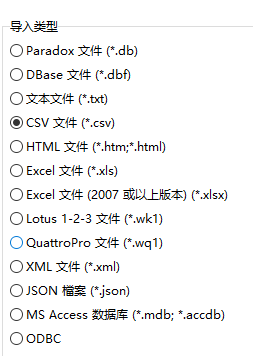 导入类型
Paradox 文件 (*.db)
DBase 文件 (*.dbf)
文本文件 (*.txt)
CSV 文件 (*.csv)
HTML 文件 (*.htm;*.html)
Excel 文件 (*.xls)
Excel 文件 (2007 或以上版本) (*.xlsx)
Lotus 1-2-3 文件 (*.wk1)
QuattroPro 文件 (*.wq1)
XML 文件 (*.xml)
JSON 檔案 (*.json)
MS Access 数据库 (*.mdb; *.accdb)
ODBC